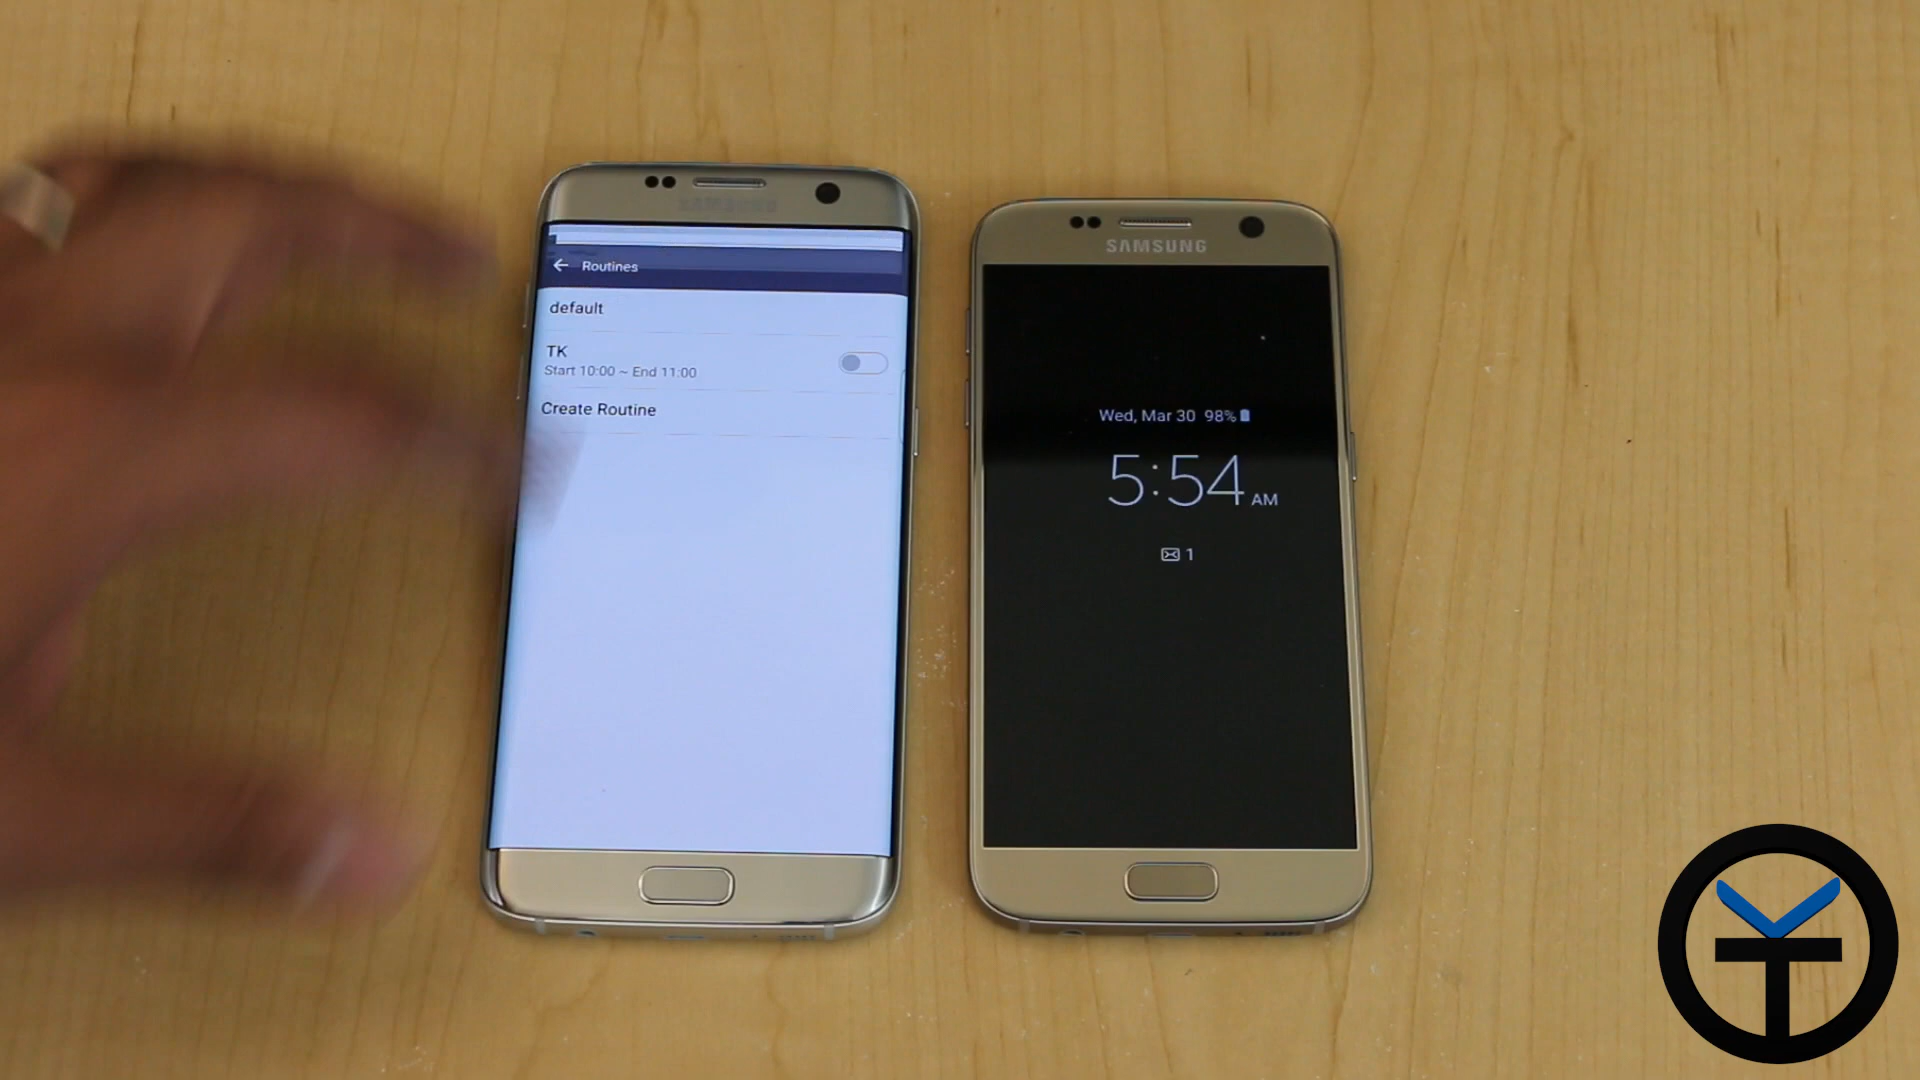 SAMSUNG
Routines
default
TK
Start 10:00 ~ End 11:00
Create Routine
SAMSUNG
Wed, Mar 30 98%
5:54 AM
1